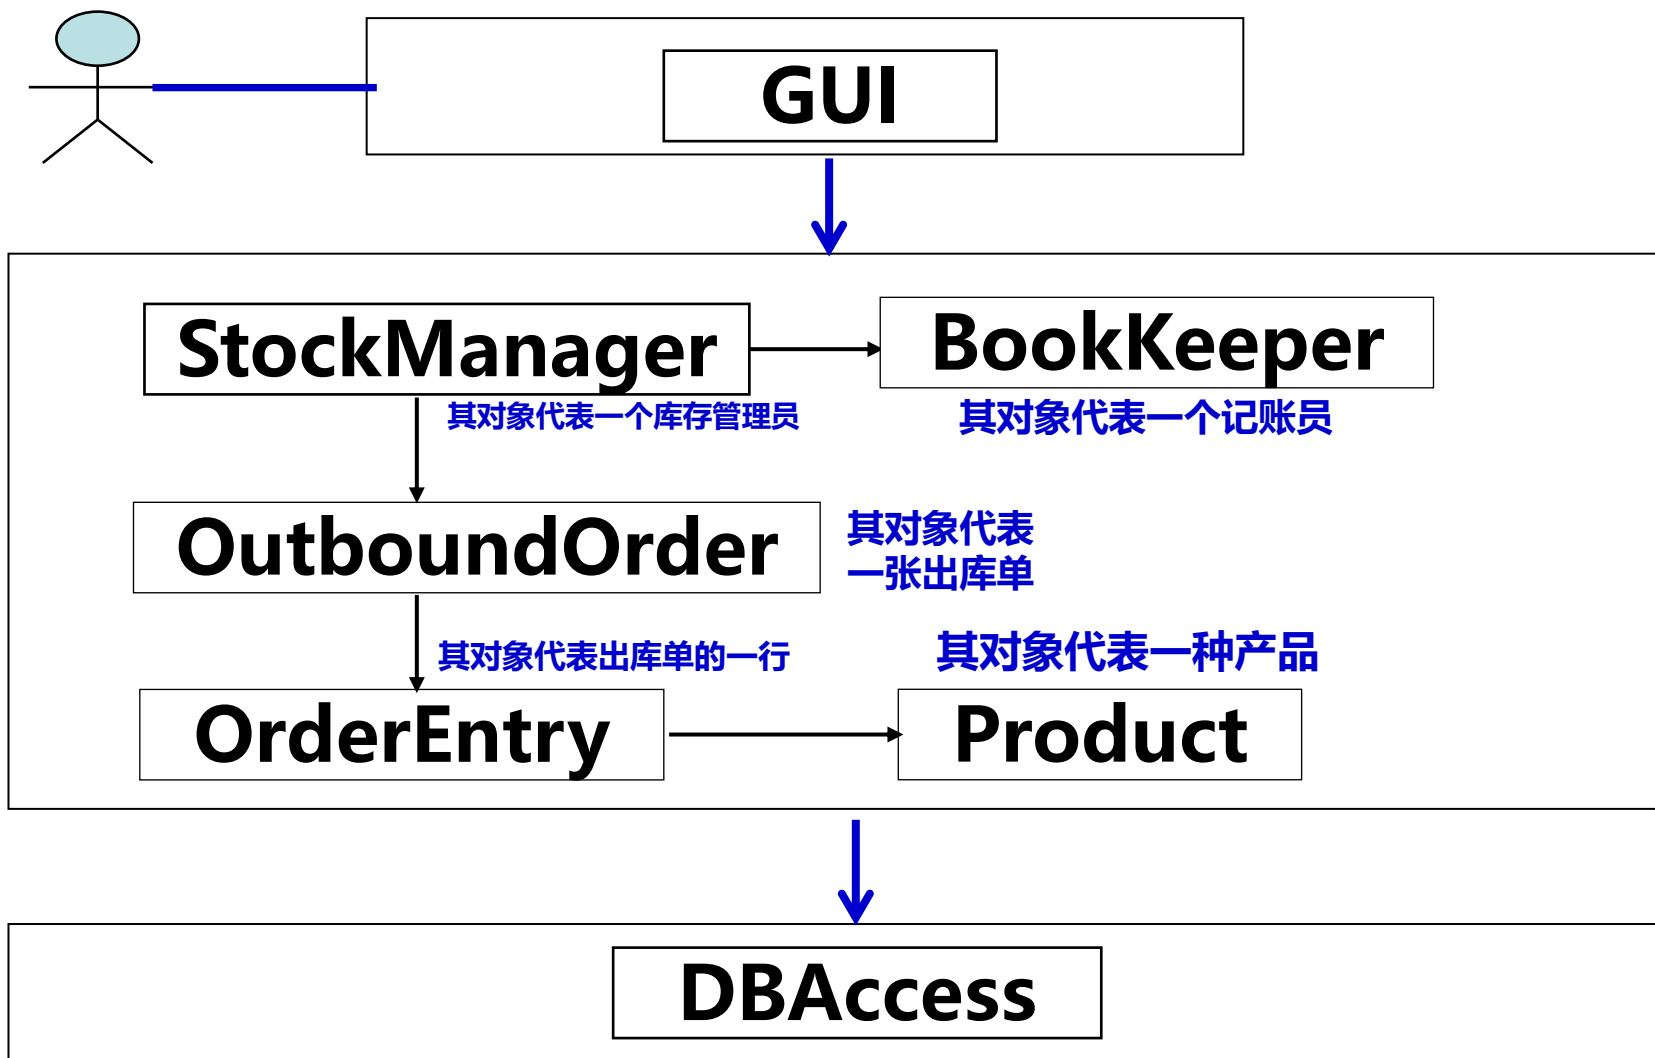 GUI
StockManager
BookKeeper
其对象代表一个库存管理员
其对象代表一个记账员
OutboundOrder
其对象代表
一张出库单
其对象代表出库单的一行
其对象代表一种产品
OrderEntry
Product
DBAccess